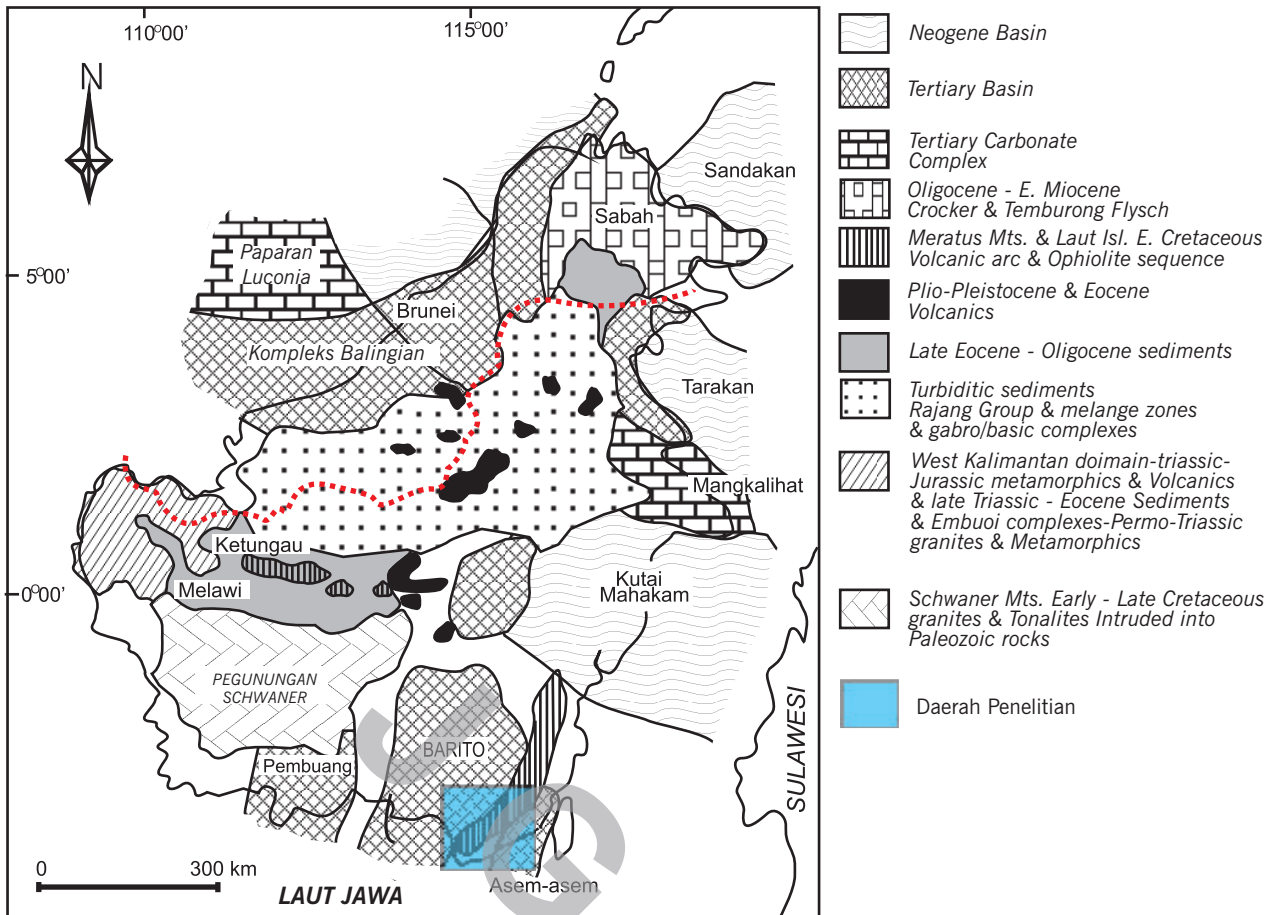 110°00'
115°00'
N
Sandakan
Sabah
Paparan
Luconia
5°00'
Brunei
Kompleks Balingian
Tarakan
Mangkalihat
Ketungau
Melawi
0°00'
Kutai
Mahakam
PEGUNUNGAN
SCHWANER
SULAWESI
BARITO
Pembuang
0
300 km
LAUT JAWA
Asem-asem
G
Neogene Basin
Tertiary Basin
Tertiary Carbonate
Complex
Oligocene - E. Miocene
Crocker & Temburong Flysch
Meratus Mts. & Laut Isl. E. Cretaceous
Volcanic arc & Ophiolite sequence
Plio-Pleistocene & Eocene
Volcanics
Late Eocene - Oligocene sediments
Turbiditic sediments
Rajang Group & melange zones
& gabro/basic complexes
West Kalimantan doimain-triassic-
Jurassic metamorphics & Volcanics
& late Triassic - Eocene Sediments
& Embuoi complexes-Permo-Triassic
granites & Metamorphics
Schwaner Mts. Early - Late Cretaceous
granites & Tonalites Intruded into
Paleozoic rocks
Daerah Penelitian